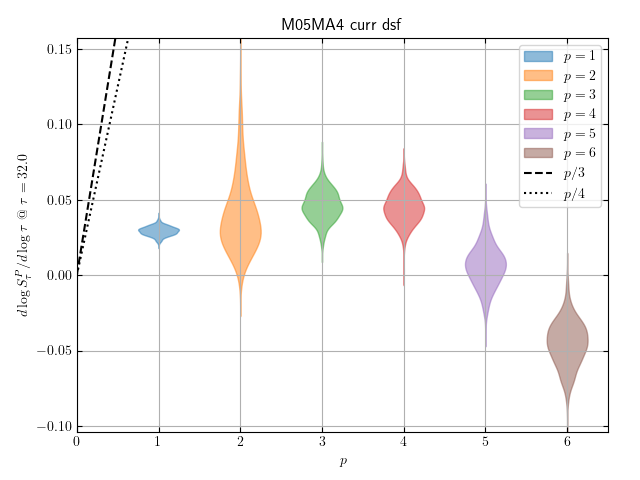 M05MA4 curr dsf
0.15
0.10
0.05
0.00
−0.05
−0.10
d log S_τ^P / d log τ @ τ = 32.0
0 1 2 3 4 5 6
p
p = 1
p = 2
p = 3
p = 4
p = 5
p = 6
p/3
p/4